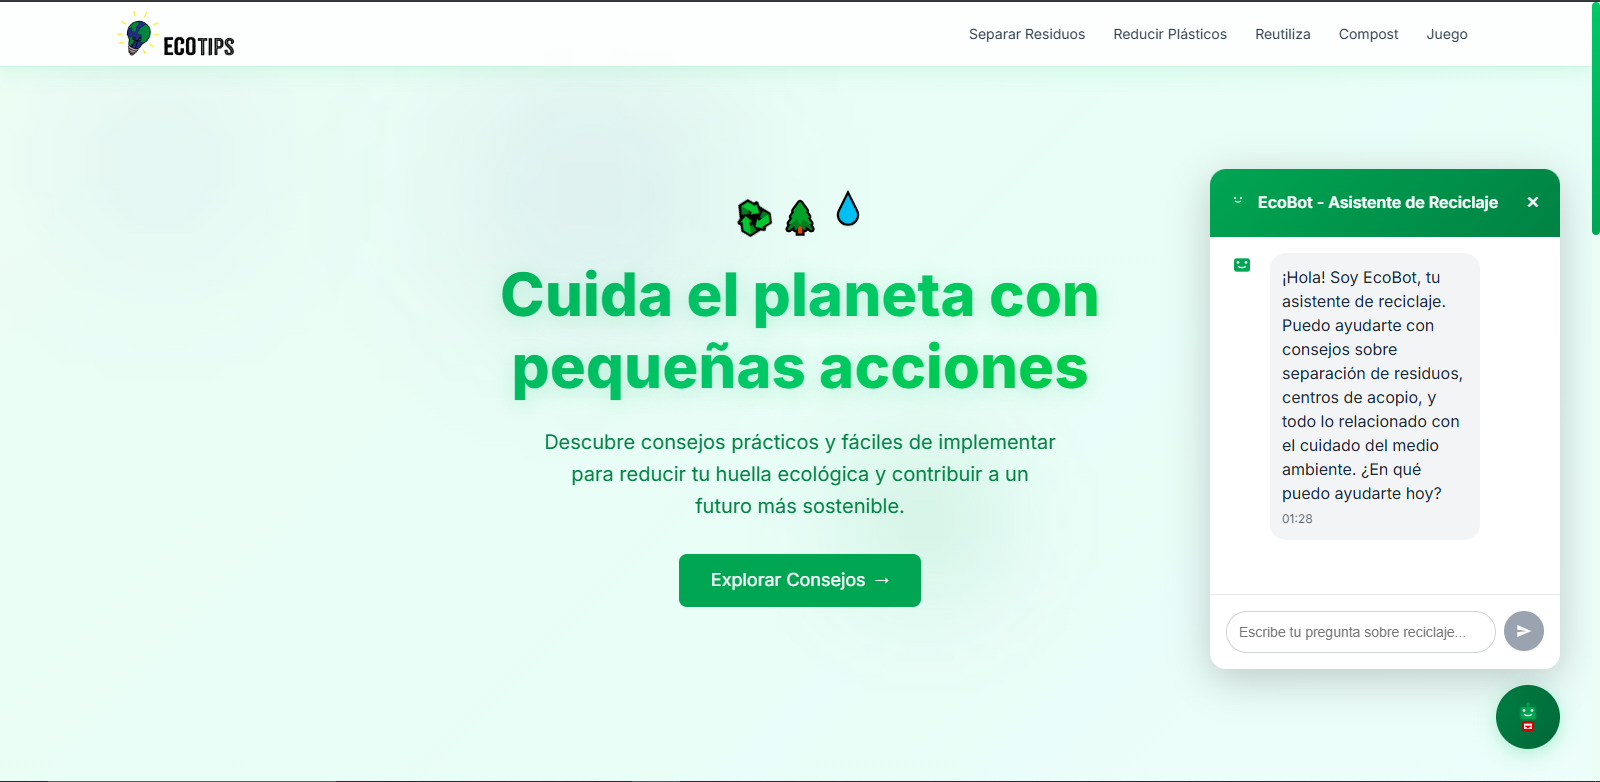 ECOTIPS
Separar Residuos
Reducir Plásticos
Reutiliza
Compost
Juego
Cuida el planeta con
pequeñas acciones
Descubre consejos prácticos y fáciles de implementar
para reducir tu huella ecológica y contribuir a un
futuro más sostenible.
Explorar Consejos →
EcoBot - Asistente de Reciclaje
¡Hola! Soy EcoBot, tu
asistente de reciclaje.
Puedo ayudarte con
consejos sobre
separación de residuos,
centros de acopio, y
todo lo relacionado con
el cuidado del medio
ambiente. ¿En qué
puedo ayudarte hoy?
01:28
Escribe tu pregunta sobre reciclaje...